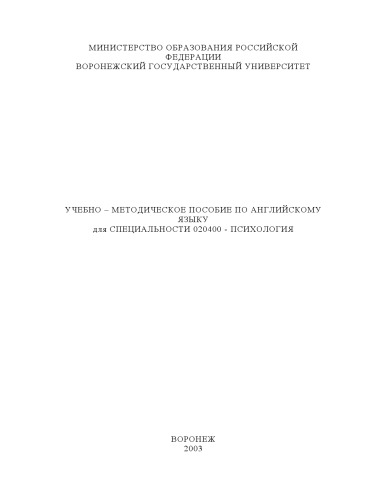 МИНИСТЕРСТВО ОБРАЗОВАНИЯ РОССИЙСКОЙ
ФЕДЕРАЦИИ
ВОРОНЕЖСКИЙ ГОСУДАРСТВЕННЫЙ УНИВЕРСИТЕТ
УЧЕБНО – МЕТОДИЧЕСКОЕ ПОСОБИЕ ПО АНГЛИЙСКОМУ
ЯЗЫКУ
для СПЕЦИАЛЬНОСТИ 020400 - ПСИХОЛОГИЯ
ВОРОНЕЖ
2003